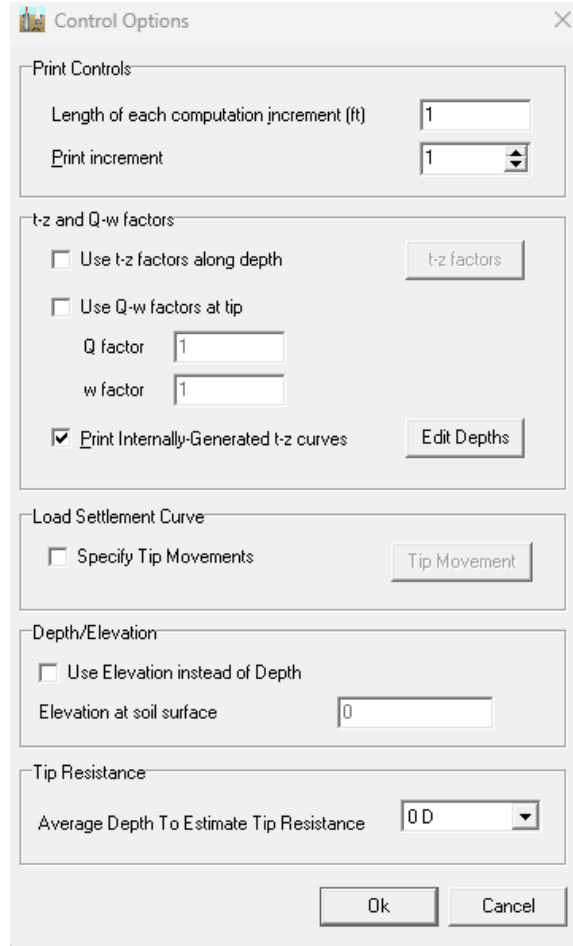 Control Options
Print Controls
Length of each computation increment (ft) 1
Print increment 1
t-z and Q-w factors
Use t-z factors along depth t-z factors
Use Q-w factors at tip
Q factor 1
w factor 1
Print Internally-Generated t-z curves Edit Depths
Load Settlement Curve
Specify Tip Movements Tip Movement
Depth/Elevation
Use Elevation instead of Depth
Elevation at soil surface 0
Tip Resistance
Average Depth To Estimate Tip Resistance 0 D
Ok Cancel